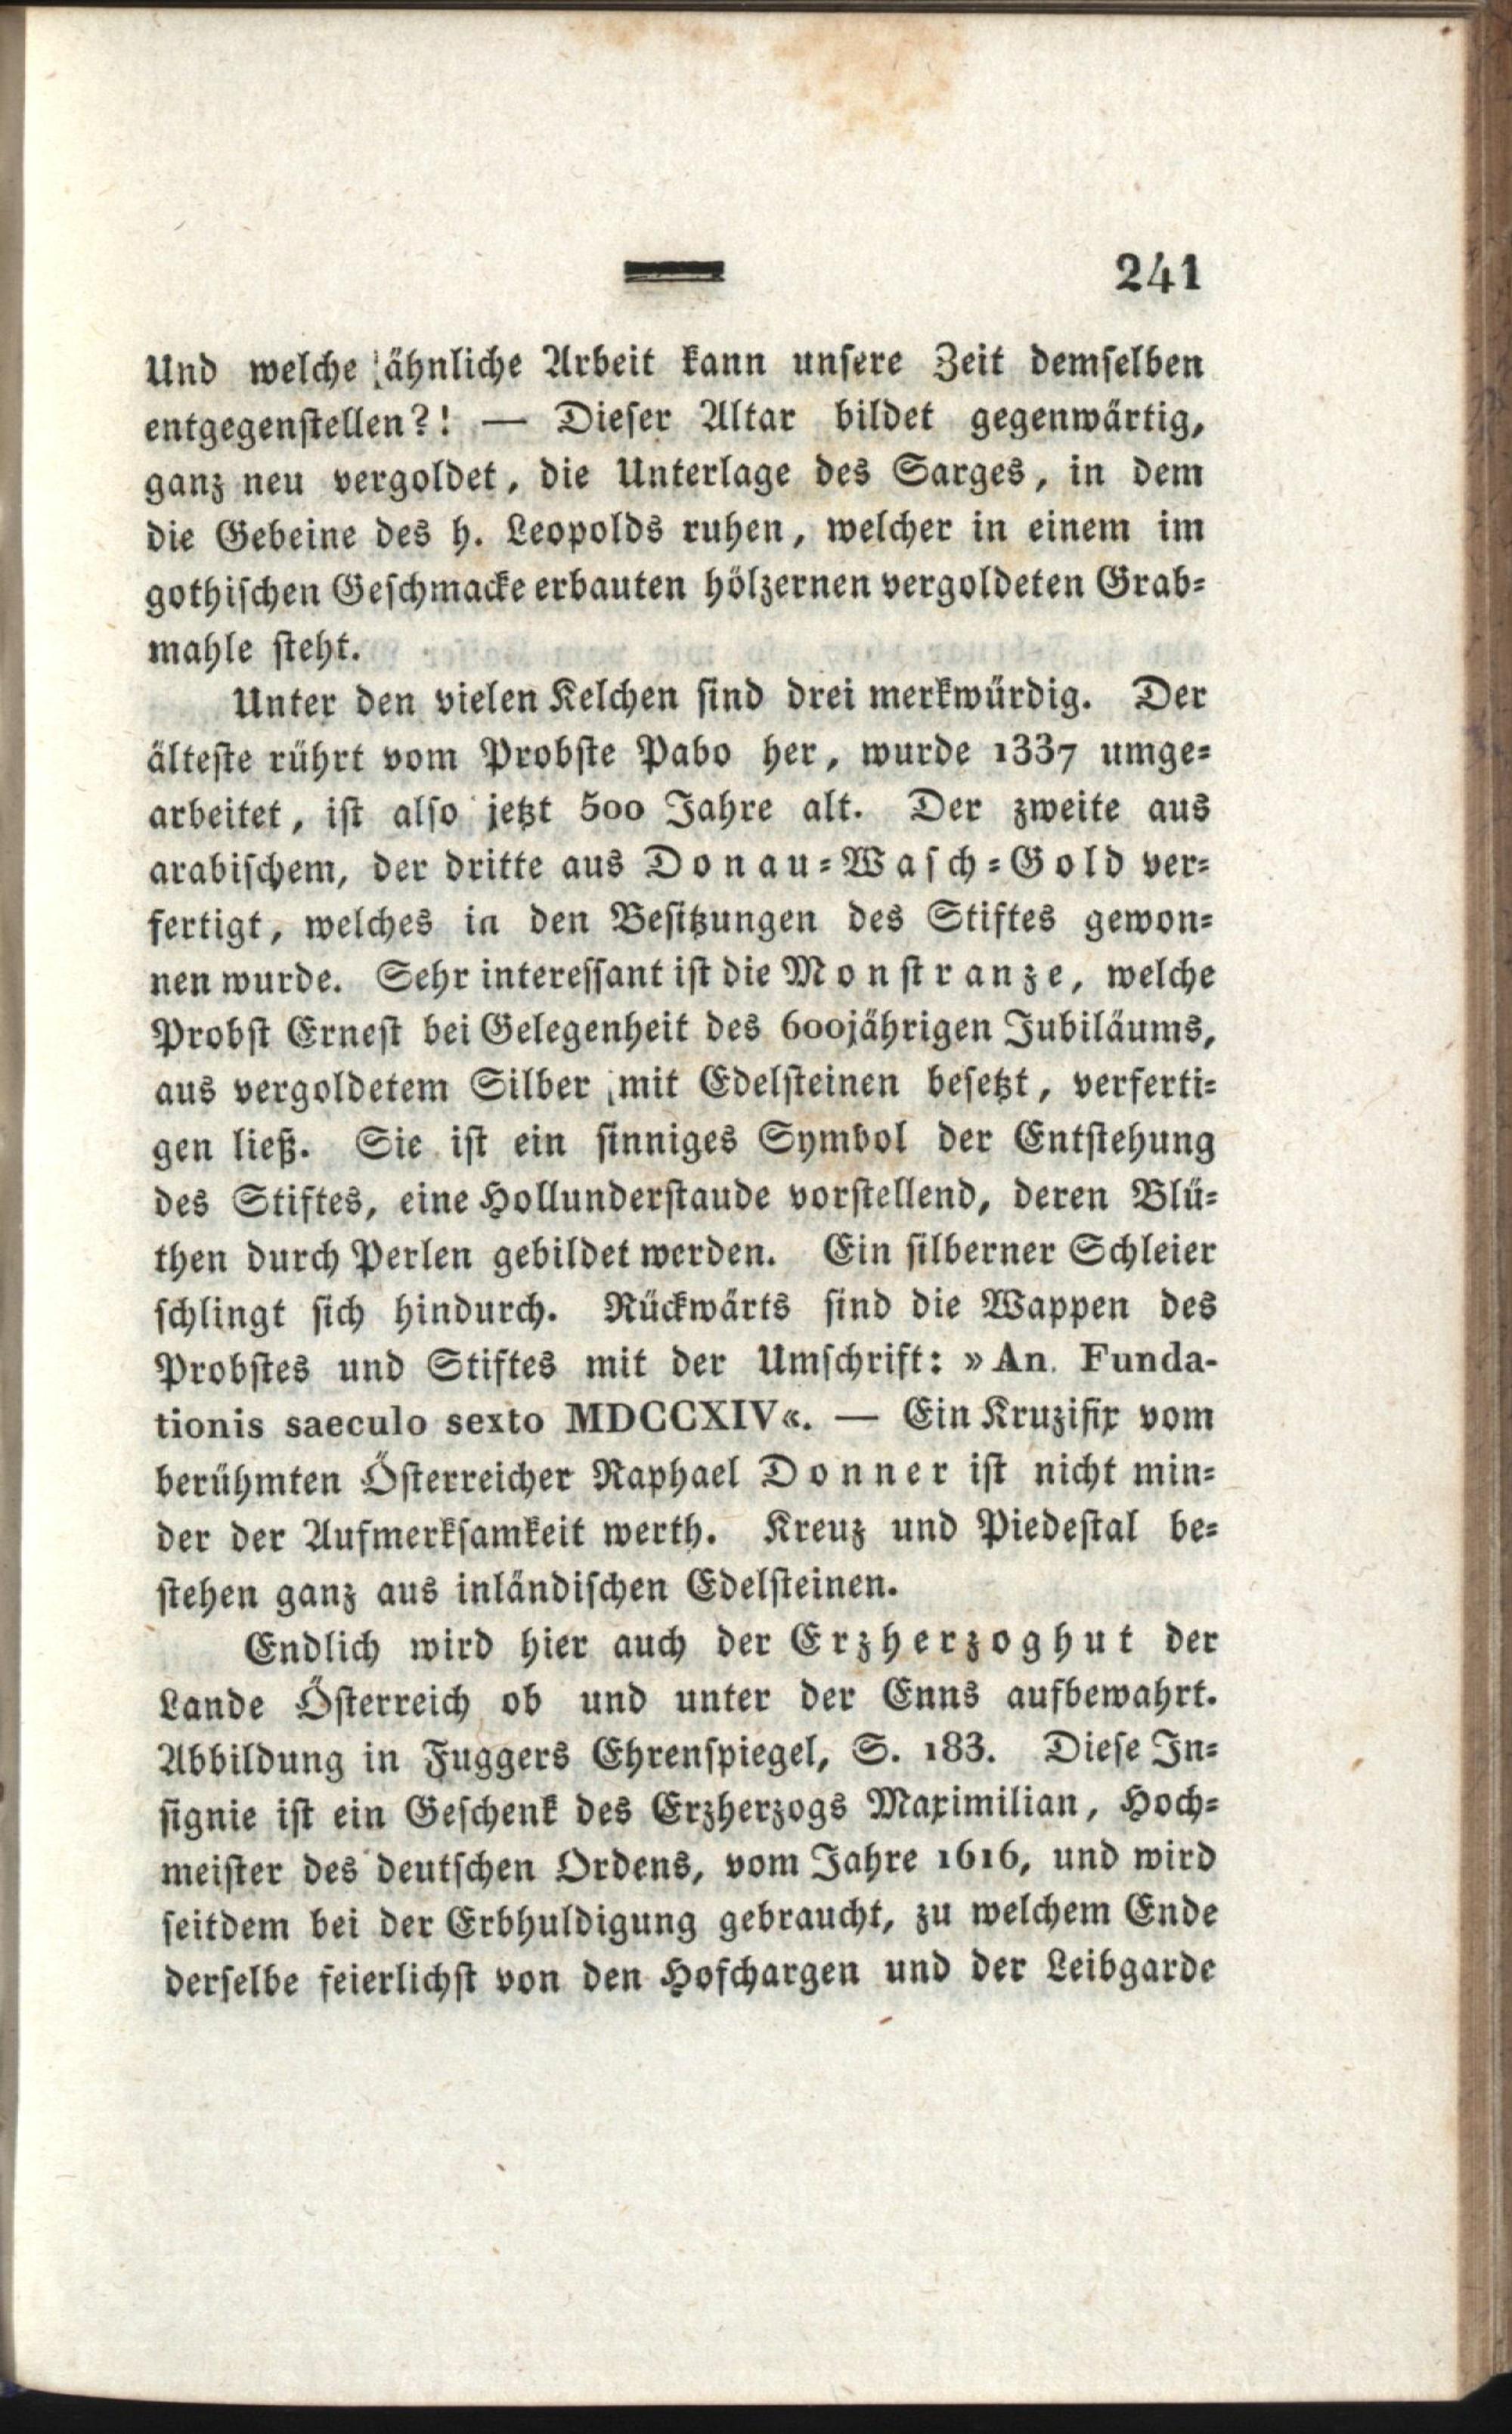 241
Und welche ähnliche Arbeit kann unsere Zeit demselben
entgegenstellen?! — Dieser Altar bildet gegenwärtig,
ganz neu vergoldet, die Unterlage des Sarges, in dem
die Gebeine des h. Leopolds ruhen, welcher in einem im
gothischen Geschmacke erbauten hölzernen vergoldeten Grab-
mahle steht.
Unter den vielen Kelchen sind drei merkwürdig. Der
älteste rührt vom Probste Pabo her, wurde 1337 umge-
arbeitet, ist also jetzt 500 Jahre alt. Der zweite aus
arabischem, der dritte aus Donau-Wasch-Gold ver-
fertigt, welches in den Besitzungen des Stiftes gewon-
nen wurde. Sehr interessant ist die Monstranze, welche
Probst Ernest bei Gelegenheit des 600jährigen Jubiläums,
aus vergoldetem Silber mit Edelsteinen besetzt, verferti-
gen ließ. Sie ist ein sinniges Symbol der Entstehung
des Stiftes, eine Hollunderstaude vorstellend, deren Blü-
then durch Perlen gebildet werden. Ein silberner Schleier
schlingt sich hindurch. Rückwärts sind die Wappen des
Probstes und Stiftes mit der Umschrift: »An. Funda-
tionis saeculo sexto MDCCXIV«. — Ein Kruzifix vom
berühmten Österreicher Raphael Donner ist nicht min-
der der Aufmerksamkeit werth. Kreuz und Piedestal be-
stehen ganz aus inländischen Edelsteinen.
Endlich wird hier auch der Erzherzoghut der
Lande Österreich ob und unter der Enns aufbewahrt.
Abbildung in Fuggers Ehrenspiegel, S. 183. Diese In-
signie ist ein Geschenk des Erzherzogs Maximilian, Hoch-
meister des deutschen Ordens, vom Jahre 1616, und wird
seitdem bei der Erbhuldigung gebraucht, zu welchem Ende
derselbe feierlichst von den Hofchargen und der Leibgarde